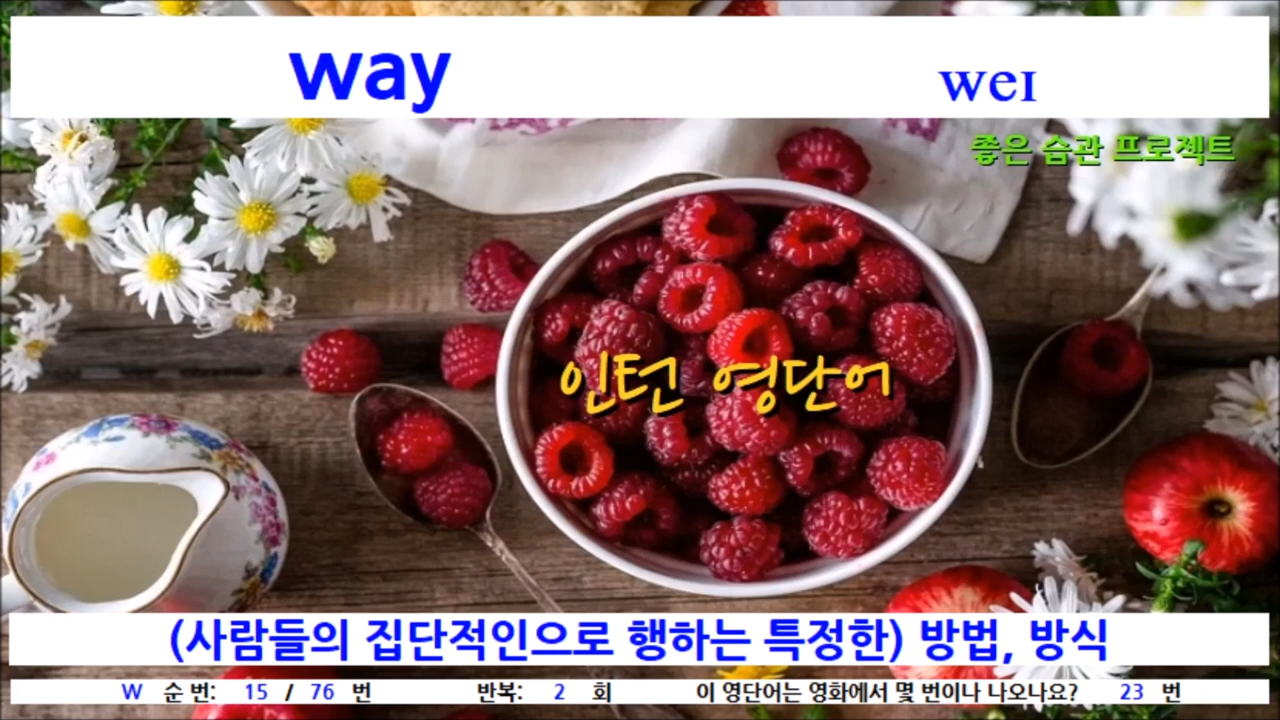 way weɪ
좋은 습관 프로젝트
인턴 영단어
(사람들의 집단적인으로 행하는 특정한) 방법, 방식
W 순 번: 15 / 76 번 반복: 2 회 이 영단어는 영화에서 몇 번이나 나오나요? 23 번